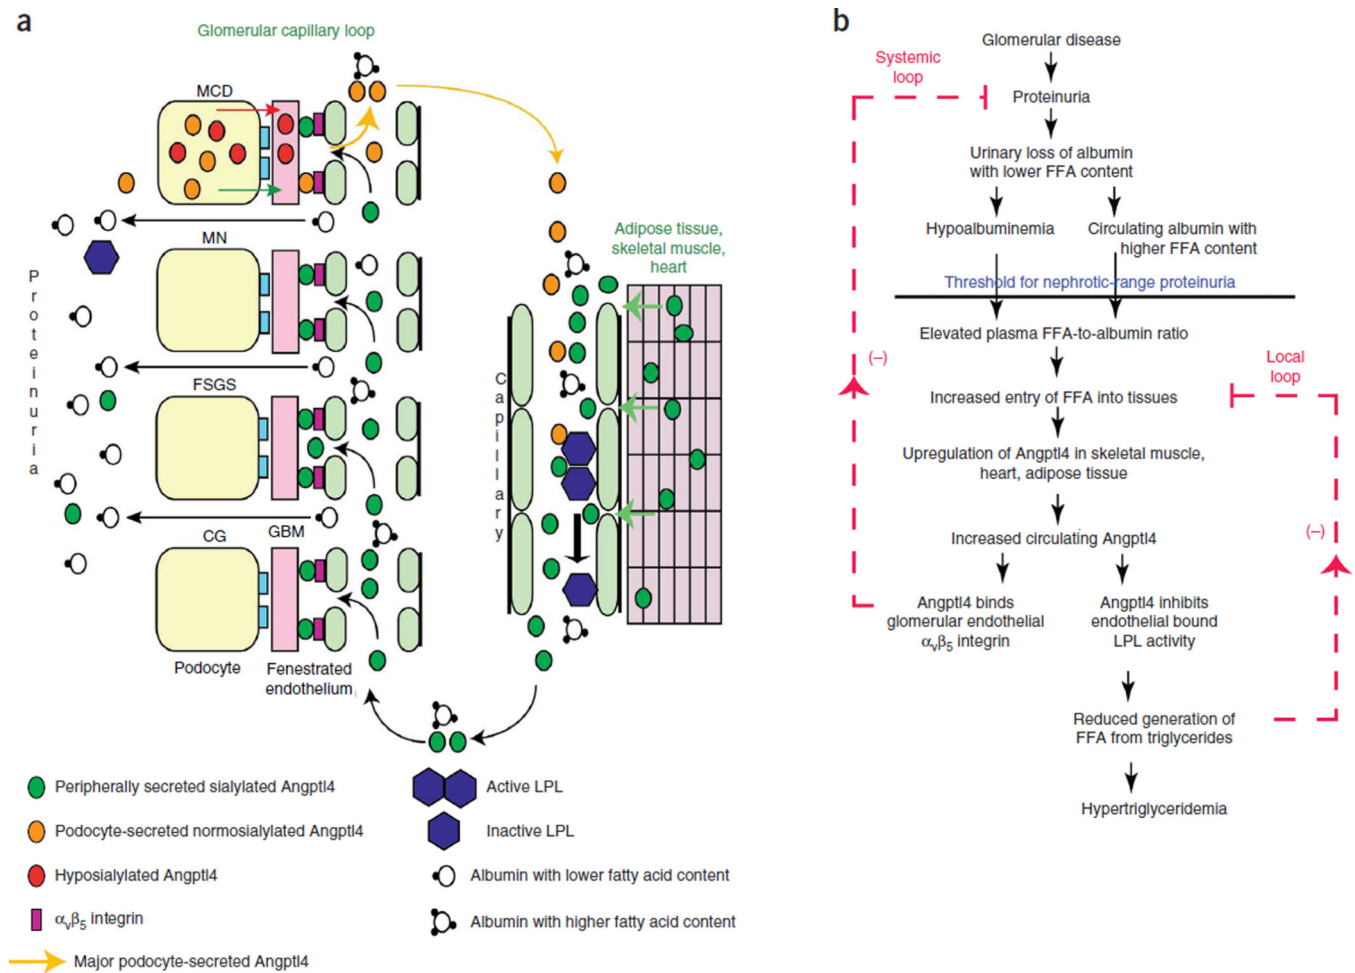 a
Glomerular capillary loop
MCD
MN
FSGS
CG
GBM
Podocyte
Fenestrated
endothelium
Proteinuria
Adipose tissue,
skeletal muscle,
heart
Capillary
Peripherally secreted sialylated Angptl4
Podocyte-secreted normosialylated Angptl4
Hyposialylated Angptl4
αvβ5 integrin
Major podocyte-secreted Angptl4
Active LPL
Inactive LPL
Albumin with lower fatty acid content
Albumin with higher fatty acid content
b
Glomerular disease
Systemic
loop
Proteinuria
Urinary loss of albumin
with lower FFA content
Hypoalbuminemia
Circulating albumin with
higher FFA content
Threshold for nephrotic-range proteinuria
Elevated plasma FFA-to-albumin ratio
(–)
Local
loop
Increased entry of FFA into tissues
Upregulation of Angptl4 in skeletal muscle,
heart, adipose tissue
(–)
Increased circulating Angptl4
Angptl4 binds
glomerular endothelial
αvβ5 integrin
Angptl4 inhibits
endothelial bound
LPL activity
Reduced generation of
FFA from triglycerides
Hypertriglyceridemia